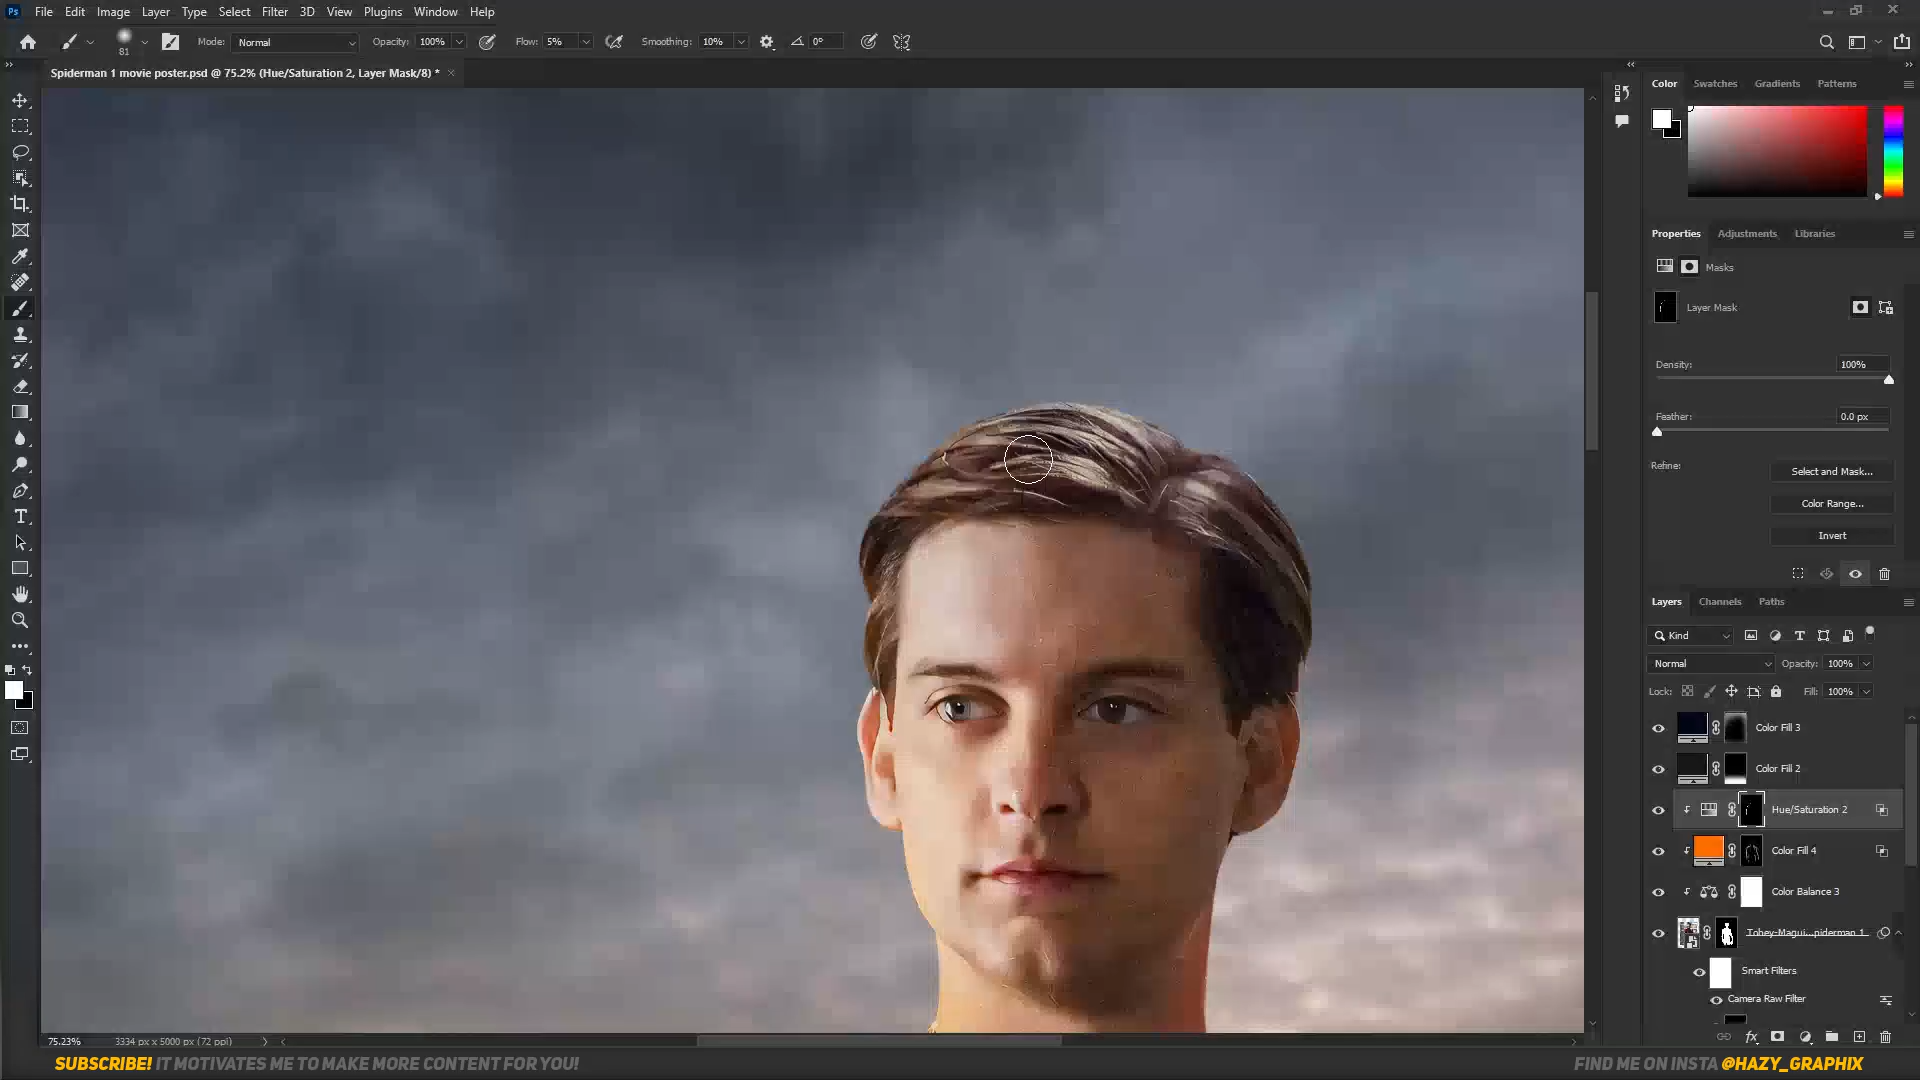 Ps File Edit Image Layer Type Select Filter 3D View Plugins Window Help
81 Mode: Normal Opacity: 100% Flow: 5% Smoothing: 10% 0°
Spiderman 1 movie poster.psd @ 75.2% (Hue/Saturation 2, Layer Mask/8) *
Color Swatches Gradients Patterns
Properties Adjustments Libraries
Masks
Layer Mask
Density: 100%
Feather: 0.0 px
Refine: Select and Mask...
Color Range...
Invert
Layers Channels Paths
Kind
Normal Opacity: 100%
Lock: Fill: 100%
Color Fill 3
Color Fill 2
Hue/Saturation 2
Color Fill 4
Color Balance 3
Tobey-Magui...piderman 1
Smart Filters
Camera Raw Filter
75.23% 3334 px x 5000 px (72 ppi)
SUBSCRIBE! IT MOTIVATES ME TO MAKE MORE CONTENT FOR YOU!
FIND ME ON INSTA @HAZY_GRAPHIX